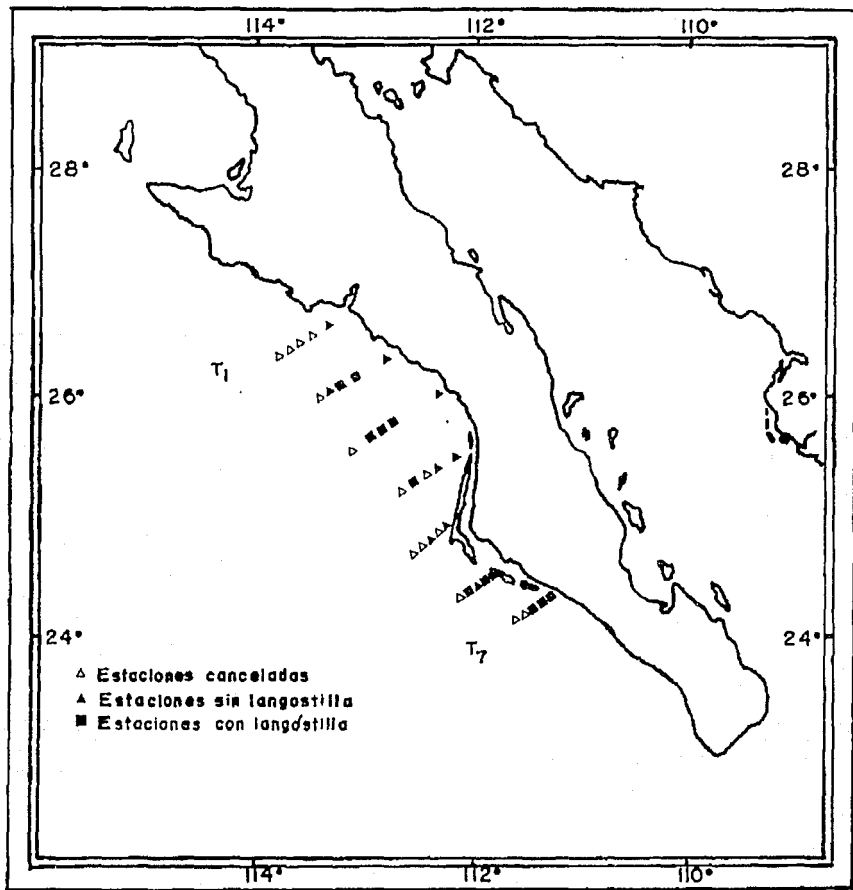 114° 112° 110°
28° 28°
T1
26° 26°
24° 24°
T7
Estaciones canceladas
Estaciones sin langostilla
Estaciones con langóstilla
114° 112° 110°